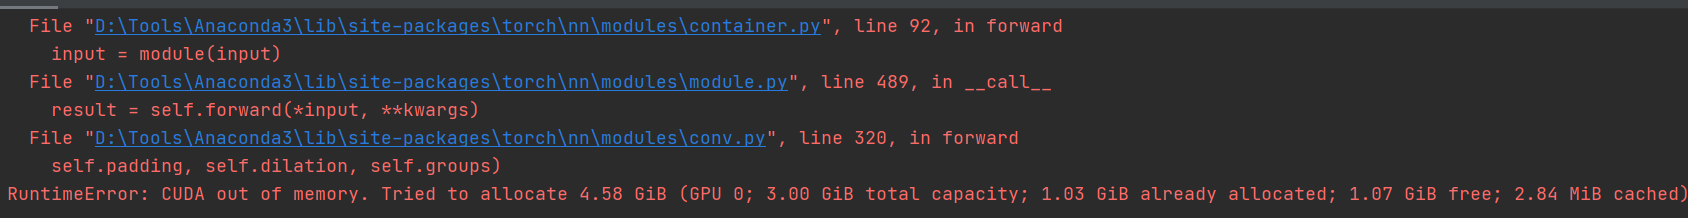 File "D:\Tools\Anaconda3\lib\site-packages\torch\nn\modules\container.py", line 92, in forward
input = module(input)
File "D:\Tools\Anaconda3\lib\site-packages\torch\nn\modules\module.py", line 489, in __call__
result = self.forward(*input, **kwargs)
File "D:\Tools\Anaconda3\lib\site-packages\torch\nn\modules\conv.py", line 320, in forward
self.padding, self.dilation, self.groups)
RuntimeError: CUDA out of memory. Tried to allocate 4.58 GiB (GPU 0; 3.00 GiB total capacity; 1.03 GiB already allocated; 1.07 GiB free; 2.84 MiB cached)